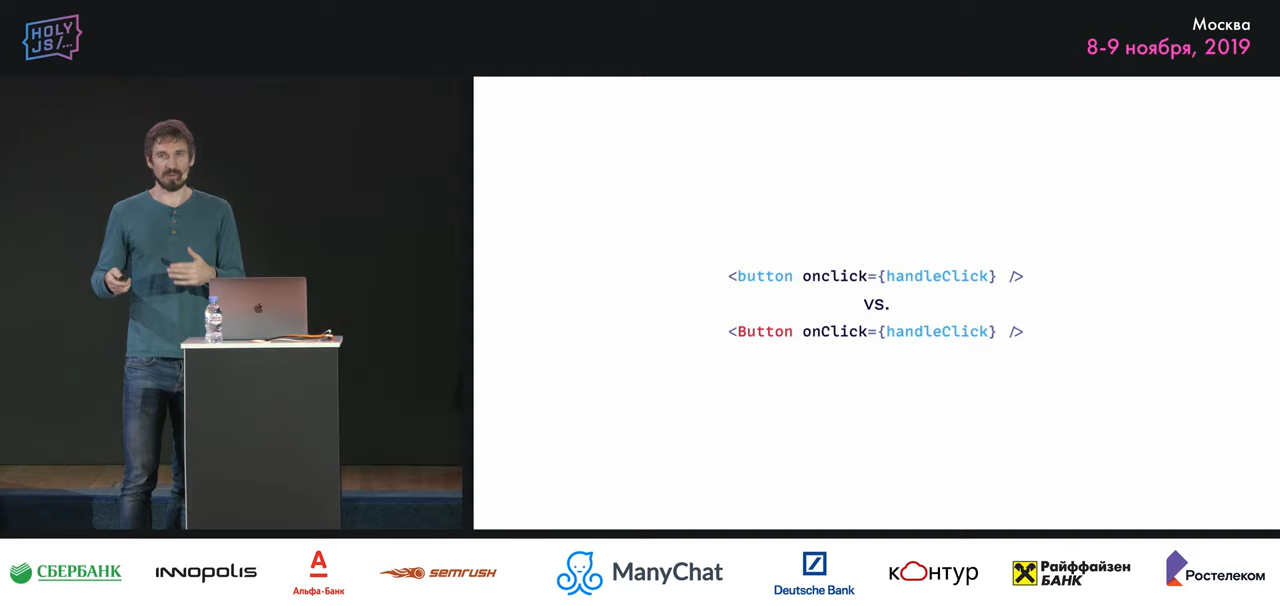 HOLY
JS/...
Москва
8-9 ноября, 2019
<button onclick={handleClick} />
vs.
<Button onClick={handleClick} />
СБЕРБАНК
INNOPOLIS
Альфа·Банк
SEMRUSH
ManyChat
Deutsche Bank
кОнтур
Райффайзен
БАНК
Ростелеком